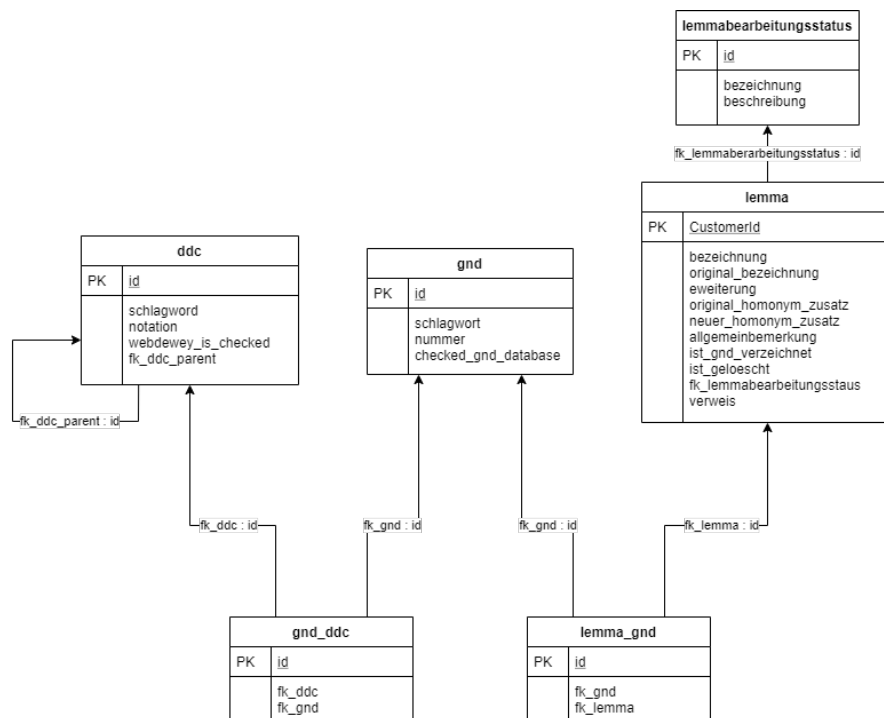 lemmabearbeitungsstatus
PK id
bezeichnung
beschreibung
fk_lemmaberarbeitungsstatus : id
lemma
PK CustomerId
bezeichnung
original_bezeichnung
eweiterung
original_homonym_zusatz
neuer_homonym_zusatz
allgemeinbemerkung
ist_gnd_verzeichnet
ist_geloescht
fk_lemmabearbeitungsstaus
verweis
ddc
PK id
schlagword
notation
webdewey_is_checked
fk_ddc_parent
fk_ddc_parent : id
gnd
PK id
schlagwort
nummer
checked_gnd_database
fk_ddc : id
fk_gnd : id
fk_gnd : id
fk_lemma : id
gnd_ddc
PK id
fk_ddc
fk_gnd
lemma_gnd
PK id
fk_gnd
fk_lemma